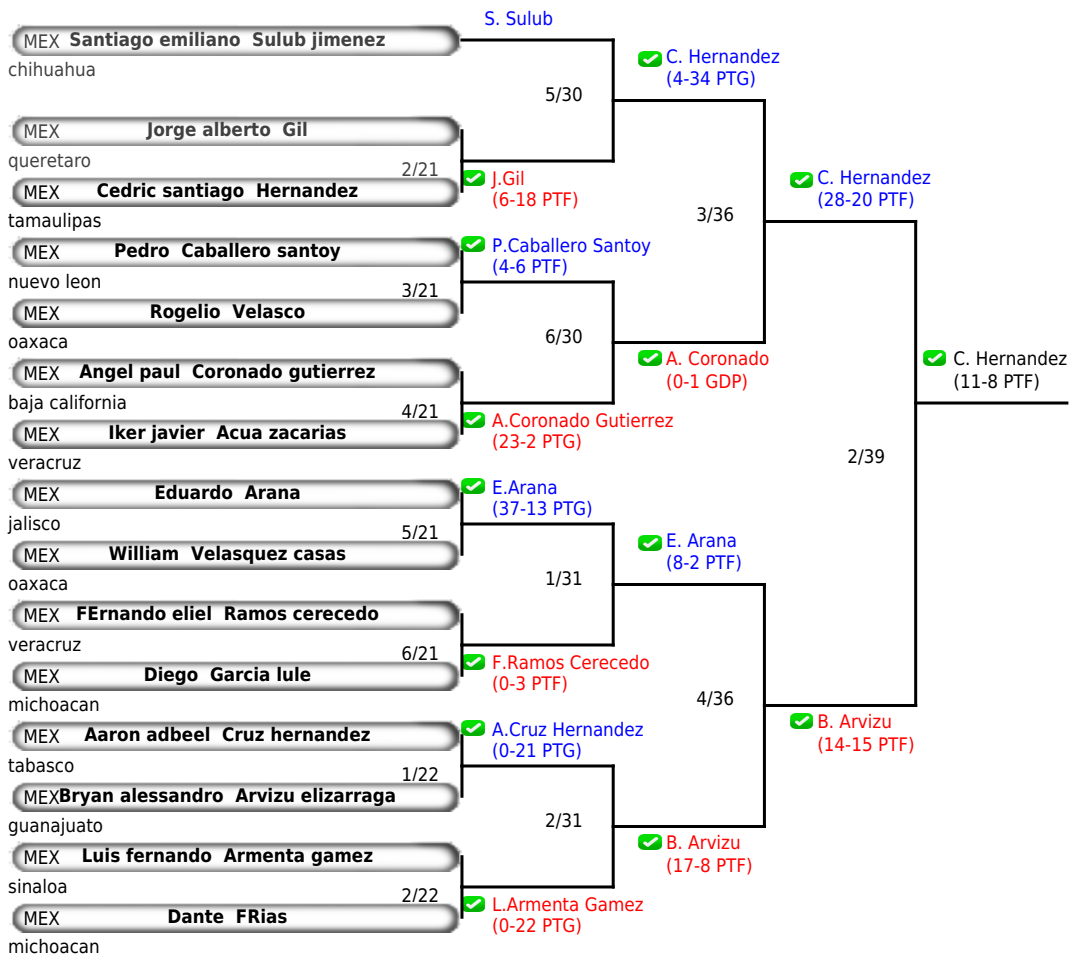 S. Sulub
MEX Santiago emiliano Sulub jimenez
chihuahua
C. Hernandez
(4-34 PTG)
5/30
MEX Jorge alberto Gil
queretaro
2/21
J.Gil
(6-18 PTF)
MEX Cedric santiago Hernandez
tamaulipas
C. Hernandez
(28-20 PTF)
3/36
MEX Pedro Caballero santoy
nuevo leon
P.Caballero Santoy
(4-6 PTF)
3/21
MEX Rogelio Velasco
oaxaca
6/30
MEX Angel paul Coronado gutierrez
baja california
A. Coronado
(0-1 GDP)
C. Hernandez
(11-8 PTF)
4/21
A.Coronado Gutierrez
(23-2 PTG)
MEX Iker javier Acua zacarias
veracruz
2/39
MEX Eduardo Arana
jalisco
E.Arana
(37-13 PTG)
5/21
MEX William Velasquez casas
oaxaca
E. Arana
(8-2 PTF)
1/31
MEX FErnando eliel Ramos cerecedo
veracruz
6/21
F.Ramos Cerecedo
(0-3 PTF)
MEX Diego Garcia lule
michoacan
4/36
B. Arvizu
(14-15 PTF)
MEX Aaron adbeel Cruz hernandez
tabasco
A.Cruz Hernandez
(0-21 PTG)
1/22
MEX Bryan alessandro Arvizu elizarraga
guanajuato
2/31
B. Arvizu
(17-8 PTF)
MEX Luis fernando Armenta gamez
sinaloa
2/22
L.Armenta Gamez
(0-22 PTG)
MEX Dante FRias
michoacan